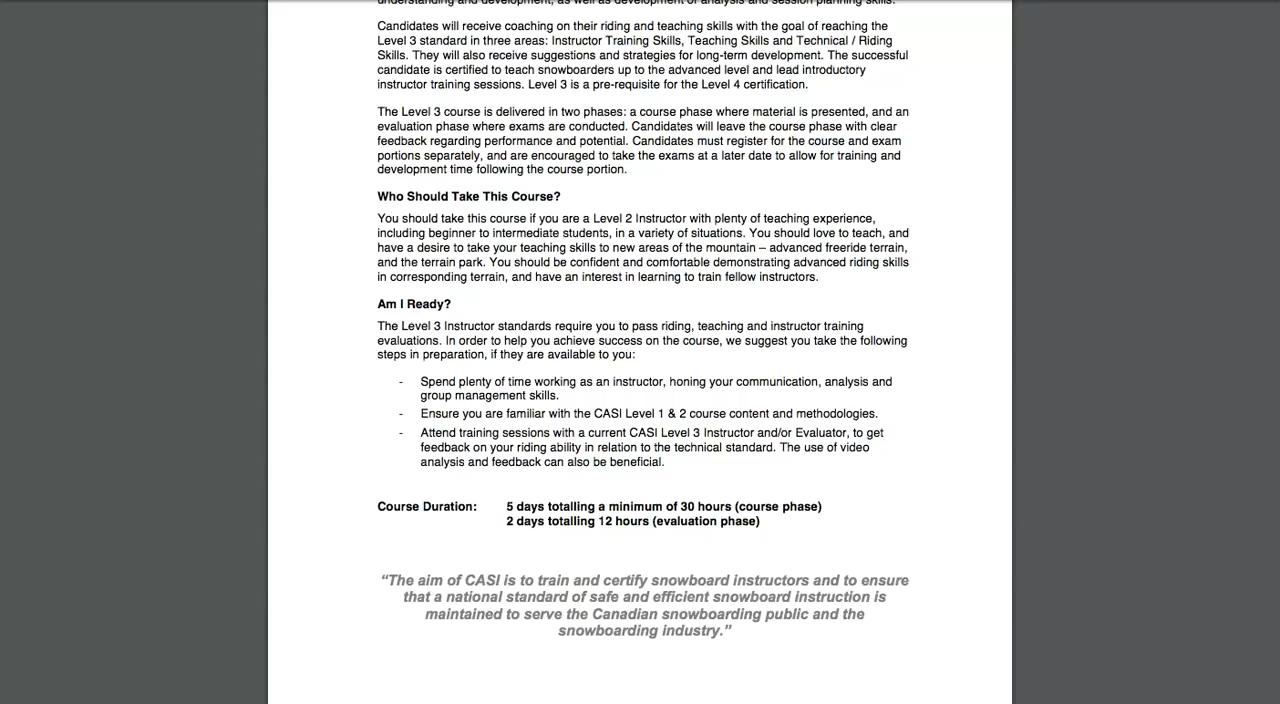 understanding and development, as well as development of analysis and session planning skills.
Candidates will receive coaching on their riding and teaching skills with the goal of reaching the
Level 3 standard in three areas: Instructor Training Skills, Teaching Skills and Technical / Riding
Skills. They will also receive suggestions and strategies for long-term development. The successful
candidate is certified to teach snowboarders up to the advanced level and lead introductory
instructor training sessions. Level 3 is a pre-requisite for the Level 4 certification.
The Level 3 course is delivered in two phases: a course phase where material is presented, and an
evaluation phase where exams are conducted. Candidates will leave the course phase with clear
feedback regarding performance and potential. Candidates must register for the course and exam
portions separately, and are encouraged to take the exams at a later date to allow for training and
development time following the course portion.
Who Should Take This Course?
You should take this course if you are a Level 2 Instructor with plenty of teaching experience,
including beginner to intermediate students, in a variety of situations. You should love to teach, and
have a desire to take your teaching skills to new areas of the mountain – advanced freeride terrain,
and the terrain park. You should be confident and comfortable demonstrating advanced riding skills
in corresponding terrain, and have an interest in learning to train fellow instructors.
Am I Ready?
The Level 3 Instructor standards require you to pass riding, teaching and instructor training
evaluations. In order to help you achieve success on the course, we suggest you take the following
steps in preparation, if they are available to you:
- Spend plenty of time working as an instructor, honing your communication, analysis and
group management skills.
- Ensure you are familiar with the CASI Level 1 & 2 course content and methodologies.
- Attend training sessions with a current CASI Level 3 Instructor and/or Evaluator, to get
feedback on your riding ability in relation to the technical standard. The use of video
analysis and feedback can also be beneficial.
Course Duration: 5 days totalling a minimum of 30 hours (course phase)
2 days totalling 12 hours (evaluation phase)
“The aim of CASI is to train and certify snowboard instructors and to ensure
that a national standard of safe and efficient snowboard instruction is
maintained to serve the Canadian snowboarding public and the
snowboarding industry.”